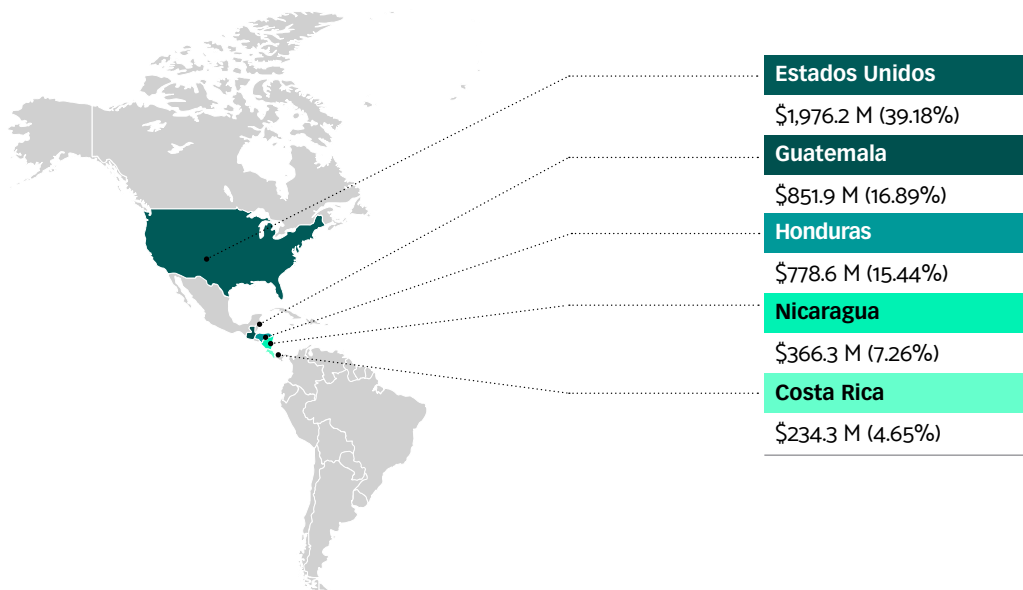 Estados Unidos
$1,976.2 M (39.18%)
Guatemala
$851.9 M (16.89%)
Honduras
$778.6 M (15.44%)
Nicaragua
$366.3 M (7.26%)
Costa Rica
$234.3 M (4.65%)